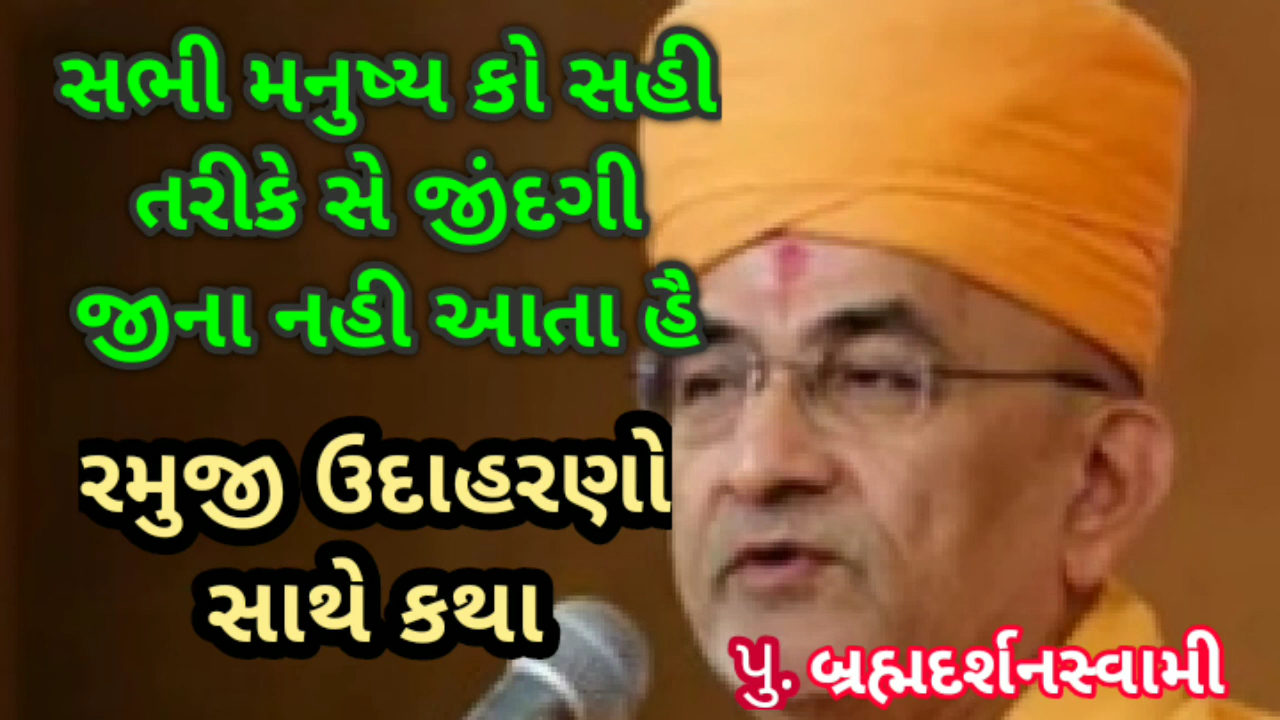 સભી મનુષ્ય કો સહી
તરીકે સે જીંદગી
જીના નહી આતા હૈ
રમુજી ઉદાહરણો
સાથે કથા
પુ. બ્રહ્મદર્શનસ્વામી